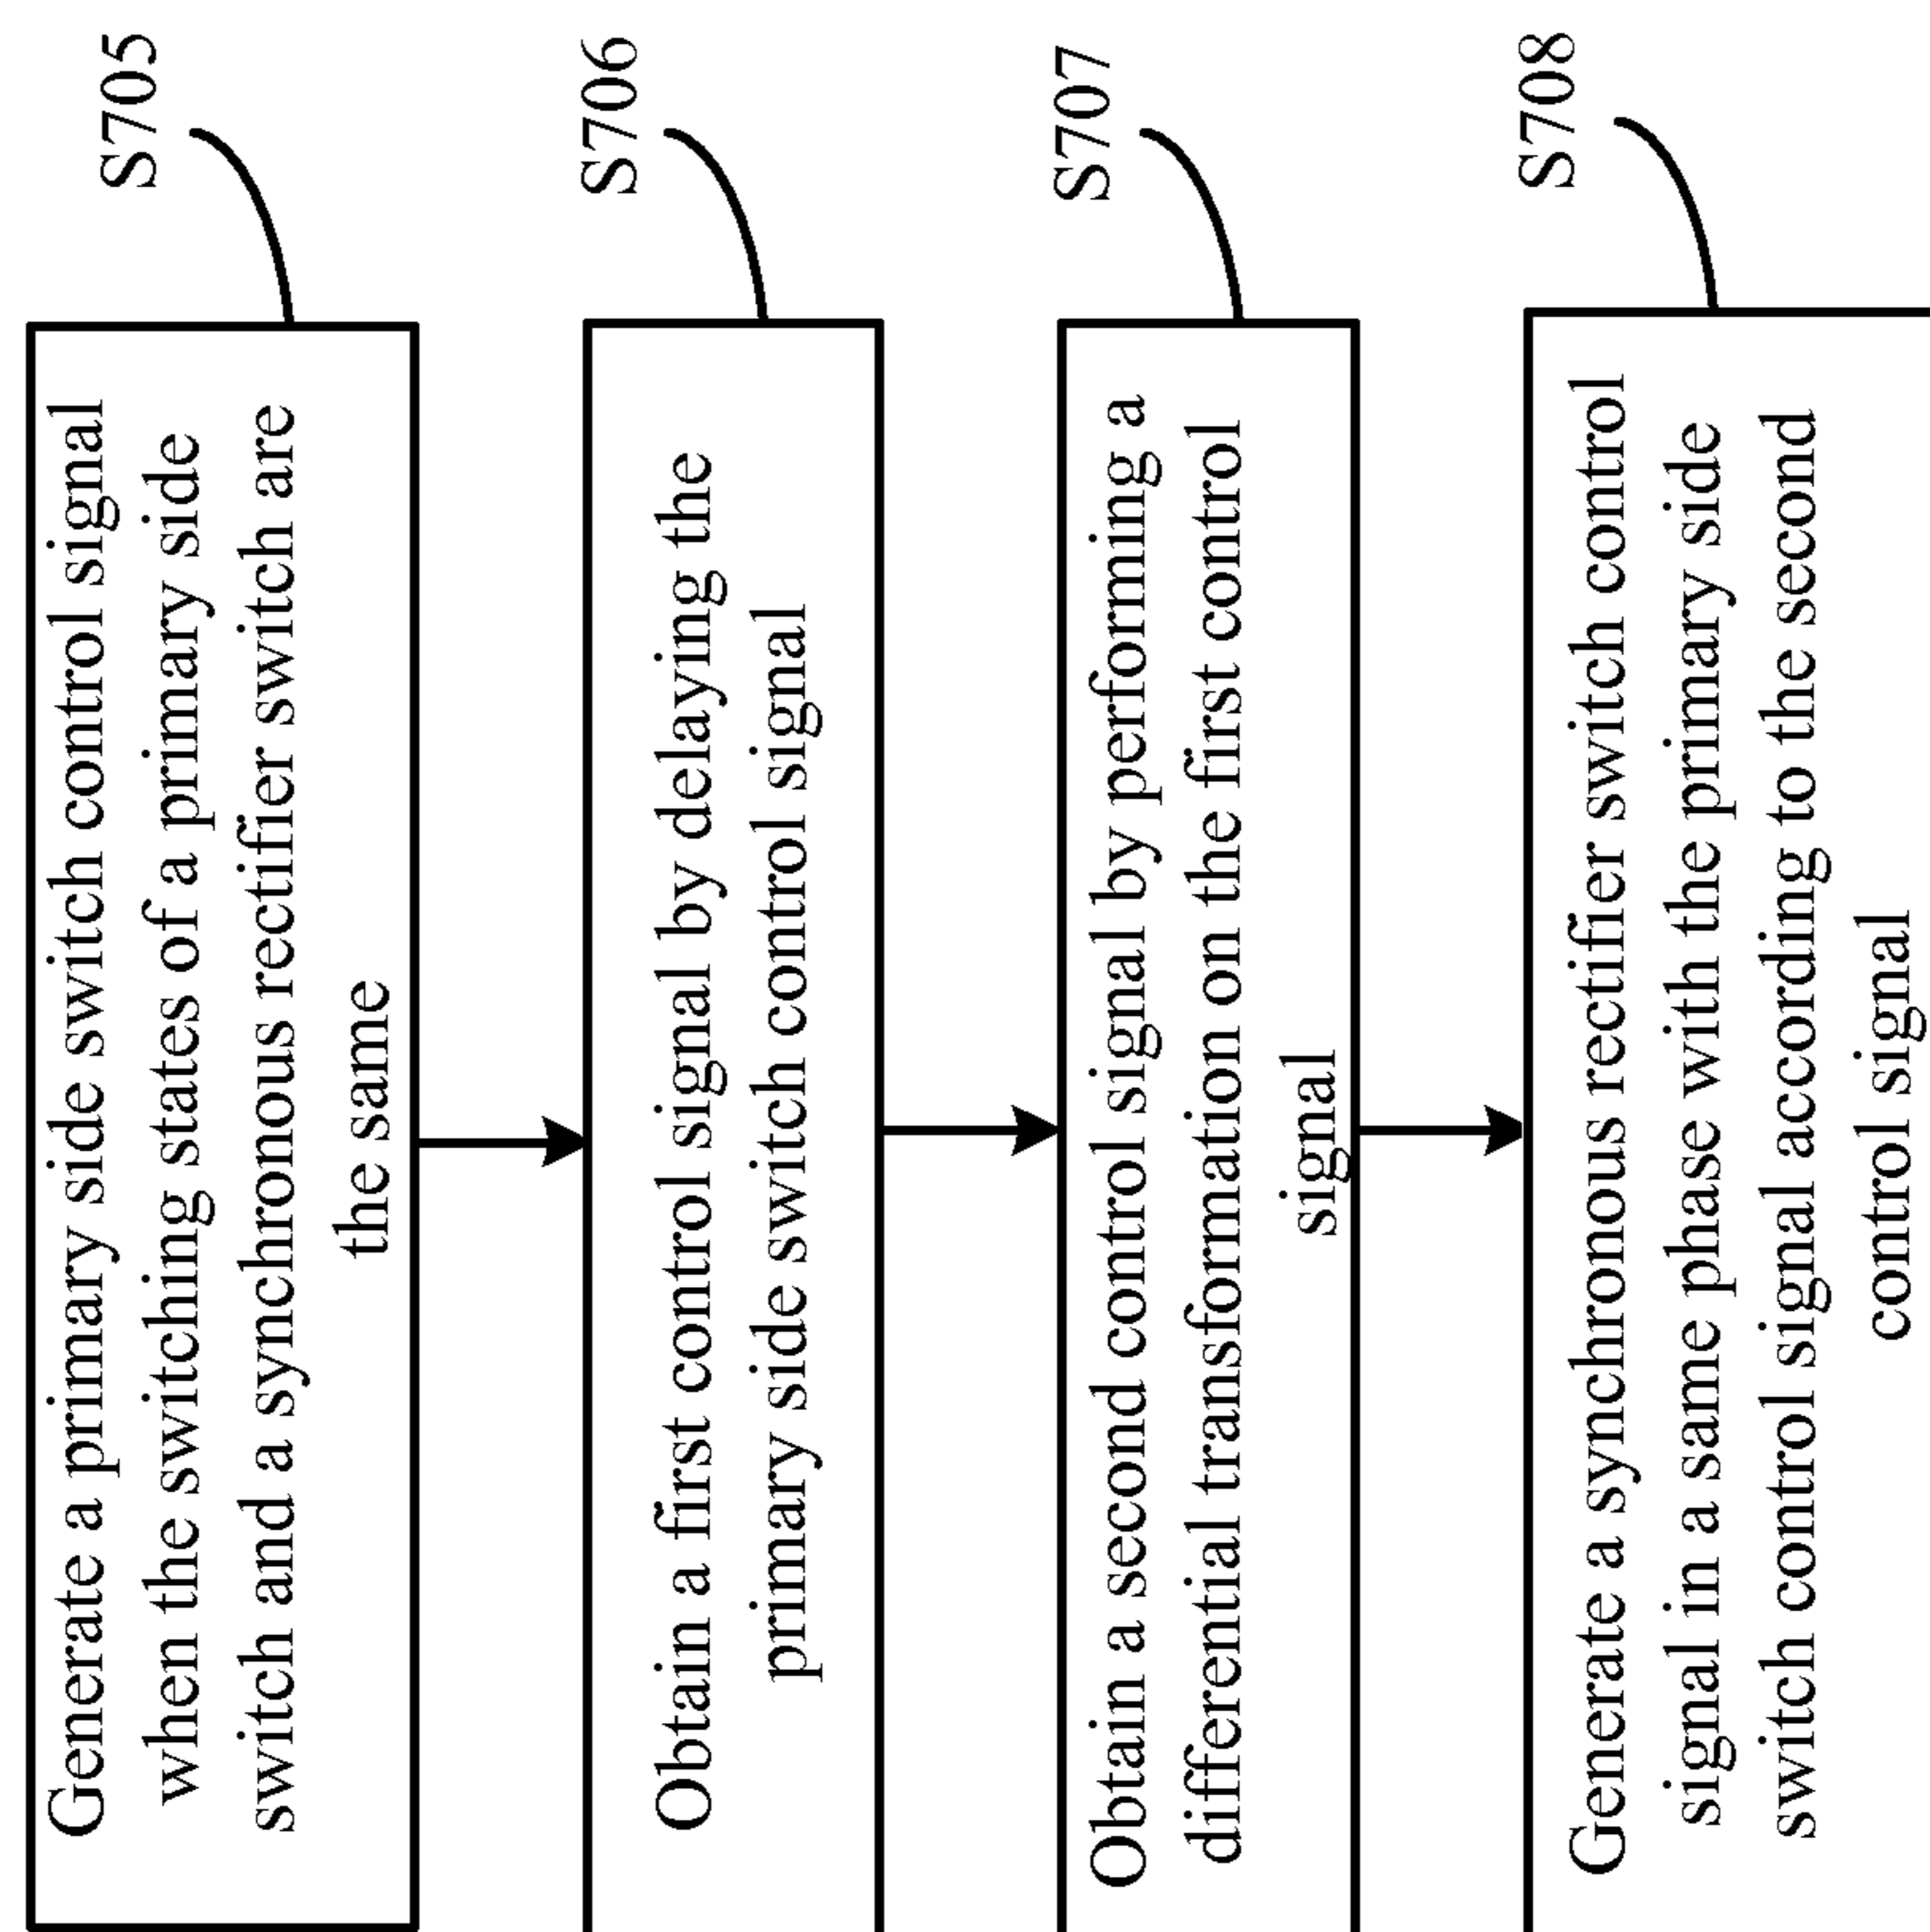 Generate a primary side switch control signal
when the switching states of a primary side
switch and a synchronous rectifier switch are
the same
S705
Obtain a first control signal by delaying the
primary side switch control signal
S706
Obtain a second control signal by performing a
differential transformation on the first control
signal
S707
Generate a synchronous rectifier switch control
signal in a same phase with the primary side
switch control signal according to the second
control signal
S708